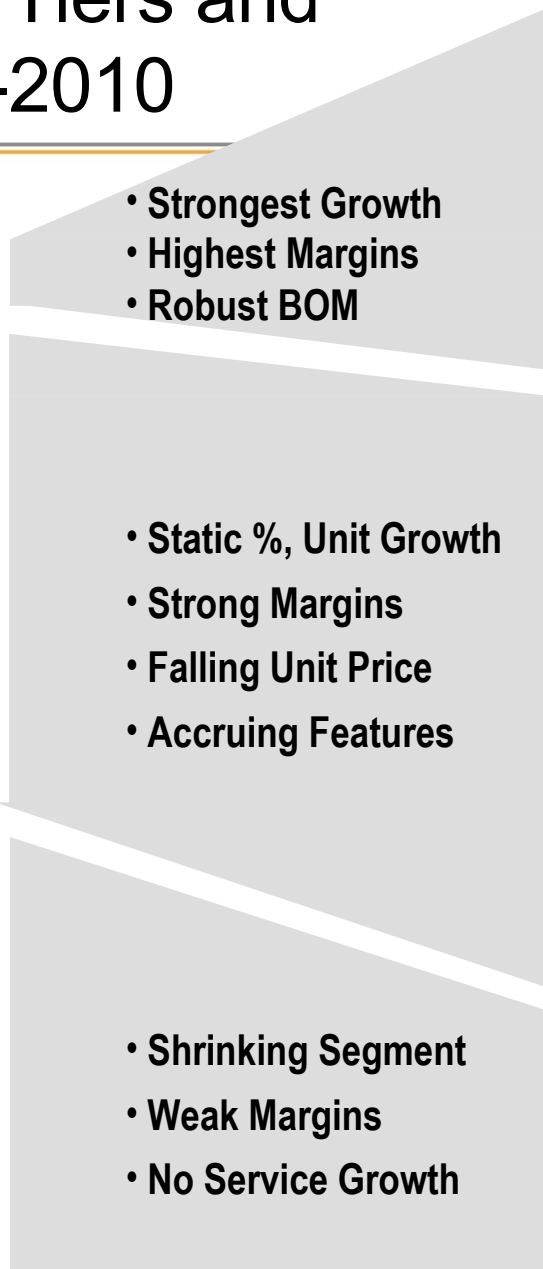 Tiers and
-2010
• Strongest Growth
• Highest Margins
• Robust BOM
• Static %, Unit Growth
• Strong Margins
• Falling Unit Price
• Accruing Features
• Shrinking Segment
• Weak Margins
• No Service Growth